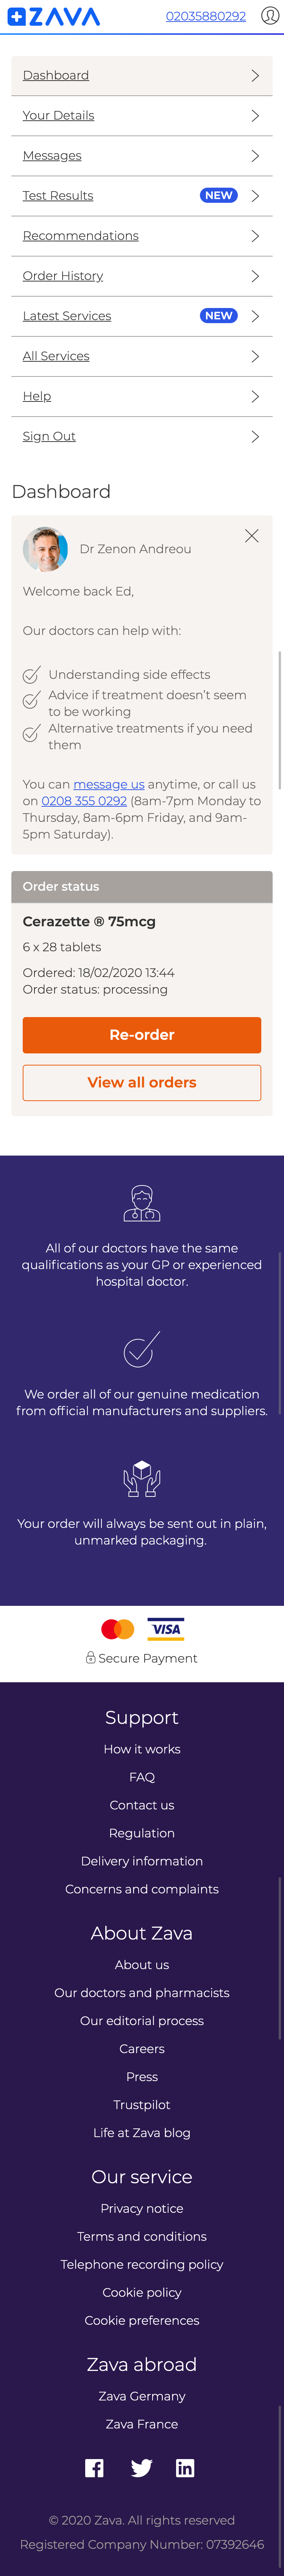 ZAVA
02035880292
Dashboard
Your Details
Messages
Test Results NEW
Recommendations
Order History
Latest Services NEW
All Services
Help
Sign Out
Dashboard
Dr Zenon Andreou
Welcome back Ed,
Our doctors can help with:
Understanding side effects
Advice if treatment doesn't seem
to be working
Alternative treatments if you need
them
You can message us anytime, or call us
on 0208 355 0292 (8am-7pm Monday to
Thursday, 8am-6pm Friday, and 9am-
5pm Saturday).
Order status
Cerazette ® 75mcg
6 x 28 tablets
Ordered: 18/02/2020 13:44
Order status: processing
Re-order
View all orders
All of our doctors have the same
qualifications as your GP or experienced
hospital doctor.
We order all of our genuine medication
from official manufacturers and suppliers.
Your order will always be sent out in plain,
unmarked packaging.
VISA
Secure Payment
Support
How it works
FAQ
Contact us
Regulation
Delivery information
Concerns and complaints
About Zava
About us
Our doctors and pharmacists
Our editorial process
Careers
Press
Trustpilot
Life at Zava blog
Our service
Privacy notice
Terms and conditions
Telephone recording policy
Cookie policy
Cookie preferences
Zava abroad
Zava Germany
Zava France
© 2020 Zava. All rights reserved
Registered Company Number: 07392646